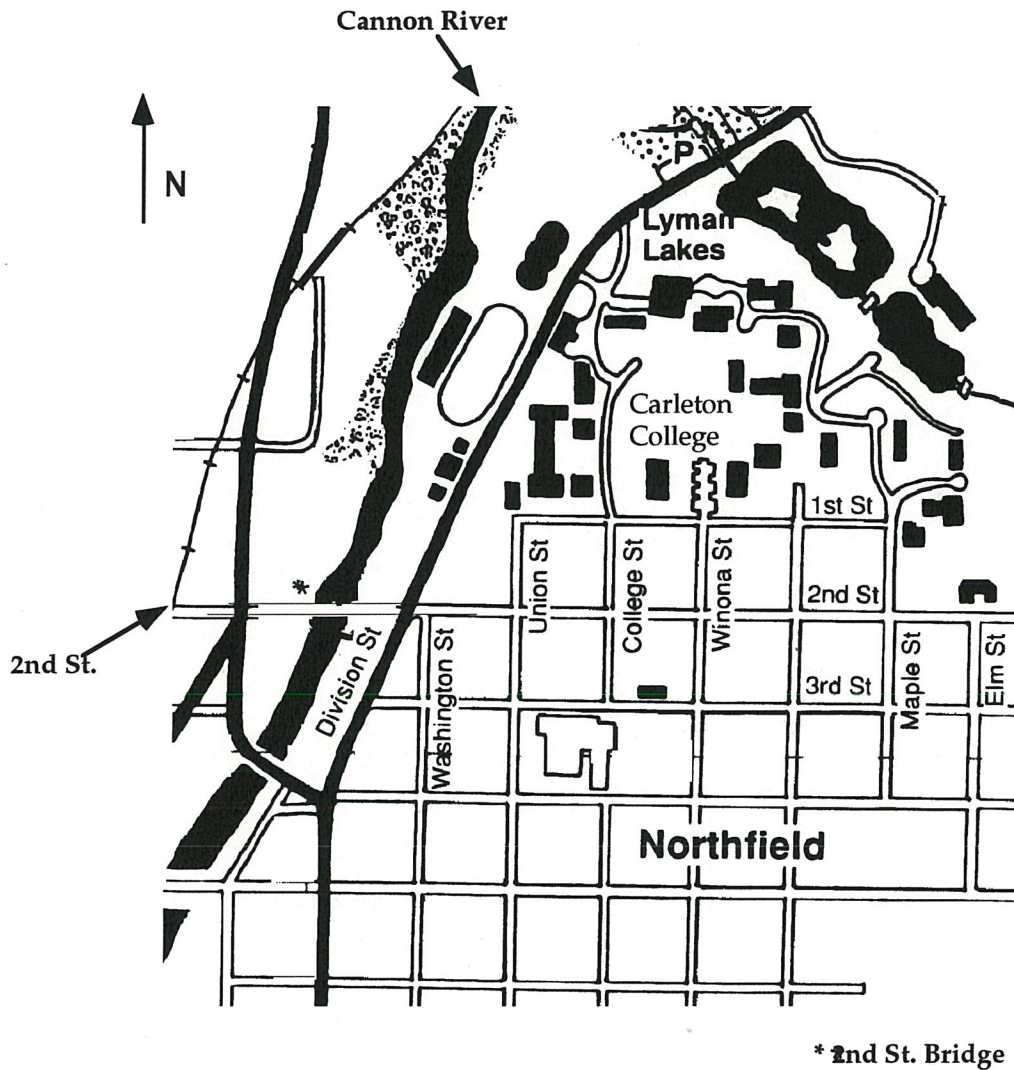 Cannon River
N
P
Lyman
Lakes
Carleton
College
1st St
Union St
College St
Winona St
2nd St
*
2nd St.
Division St
Washington St
3rd St
Maple St
Elm St
Northfield
* 2nd St. Bridge